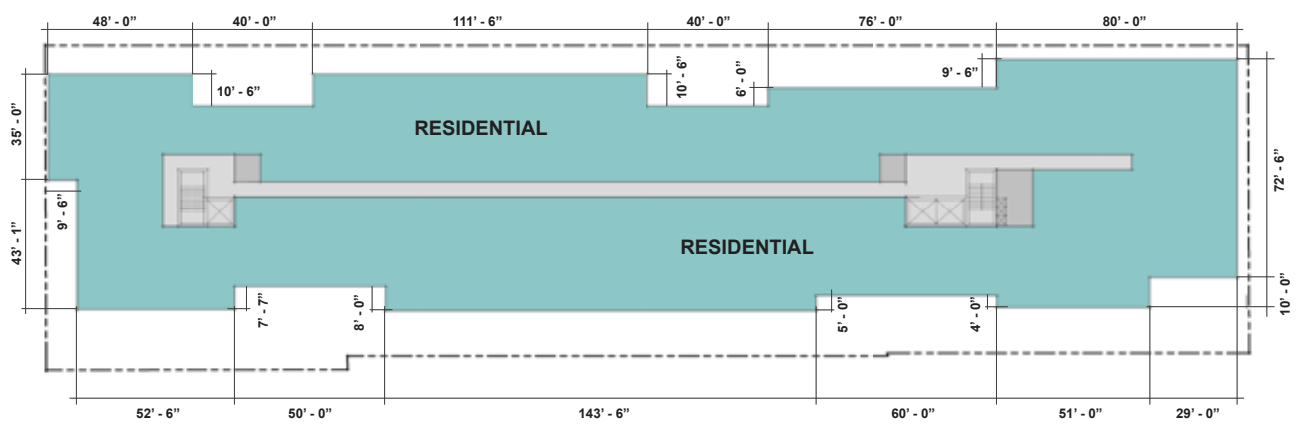 48' - 0”
40' - 0”
111' - 6”
40' - 0”
76' - 0”
80' - 0”
10' - 6”
10' - 6”
6' - 0”
9' - 6”
35' - 0”
RESIDENTIAL
72' - 6”
9' - 6”
43' - 1”
RESIDENTIAL
7' - 7”
8' - 0”
5' - 0”
4' - 0”
10' - 0”
52' - 6”
50' - 0”
143' - 6”
60' - 0”
51' - 0”
29' - 0”